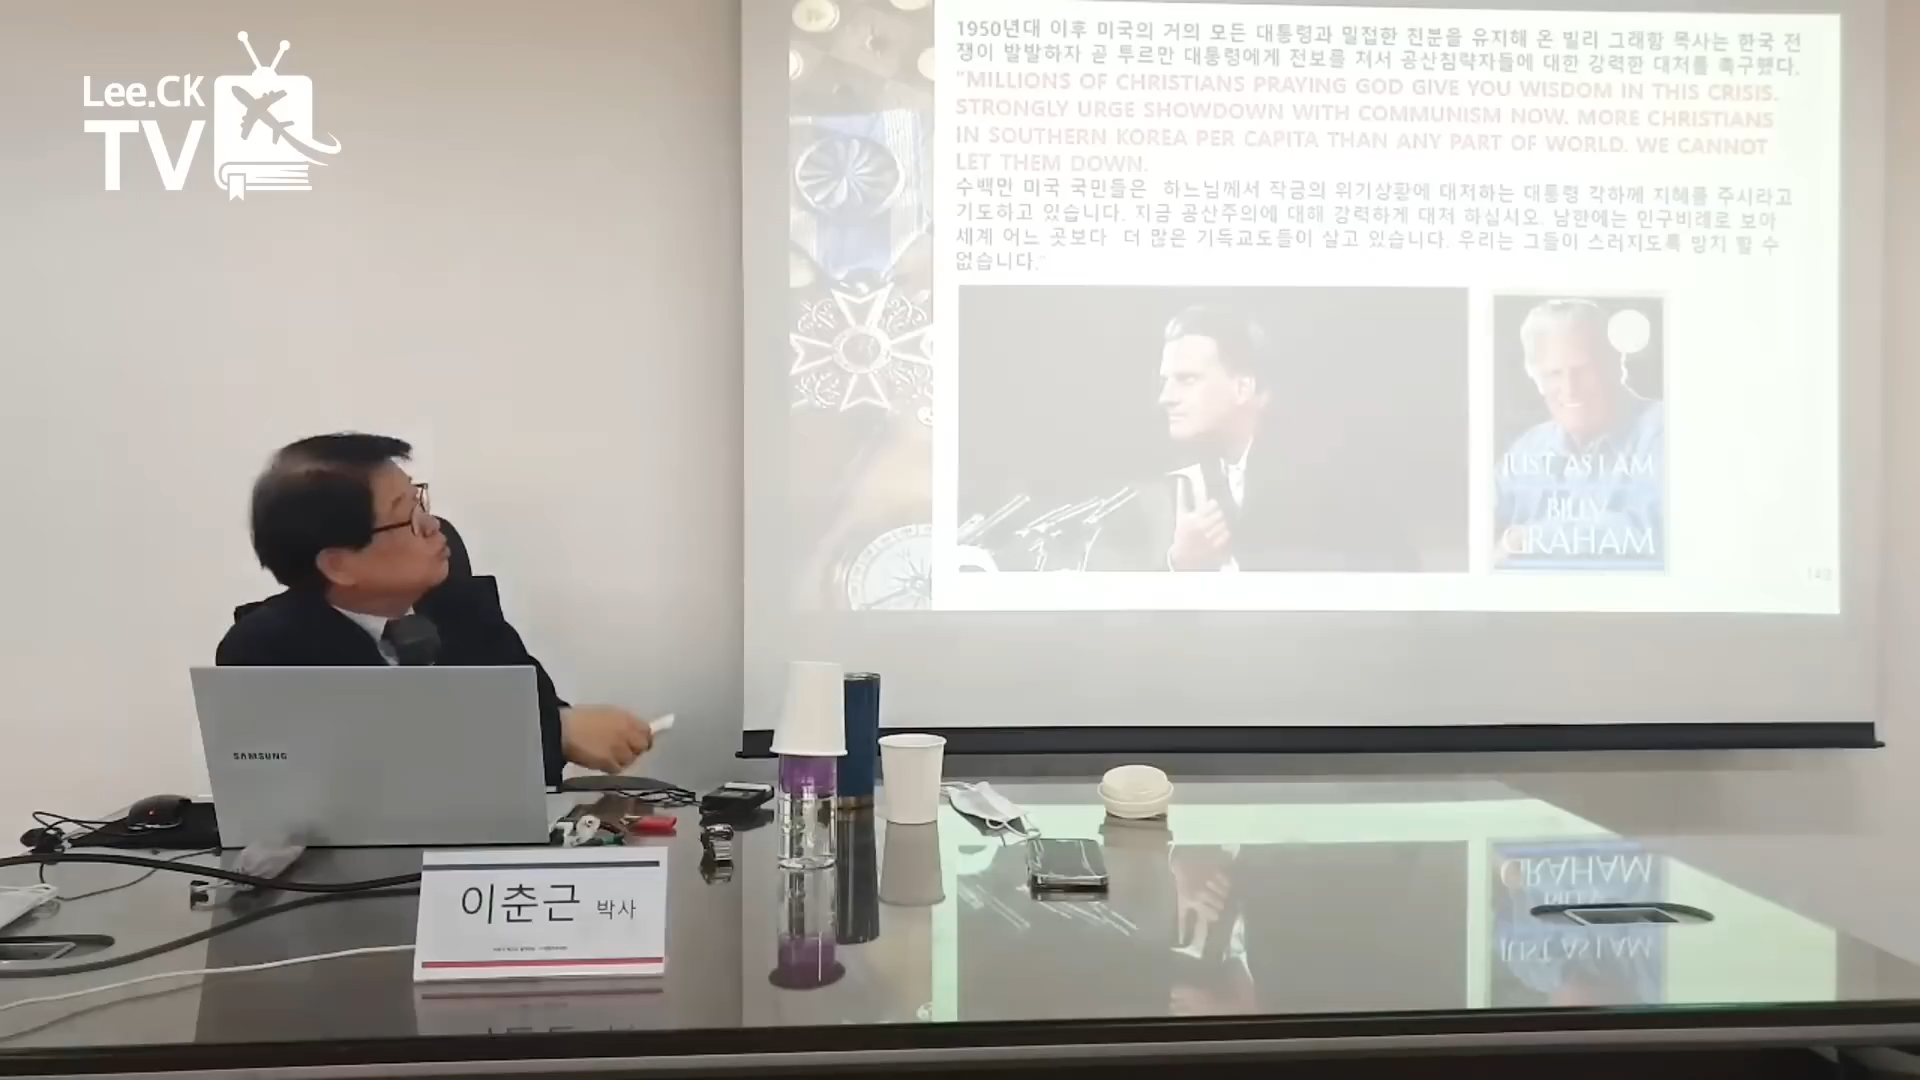 Lee.CK
TV
1950년대 이후 미국의 거의 모든 대통령과 밀접한 친분을 유지해 온 빌리 그래함 목사는 한국 전
쟁이 발발하자 곧 투르만 대통령에게 전보를 쳐서 공산침략자들에 대한 강력한 대처를 촉구했다.
"MILLIONS OF CHRISTIANS PRAYING GOD GIVE YOU WISDOM IN THIS CRISIS.
STRONGLY URGE SHOWDOWN WITH COMMUNISM NOW. MORE CHRISTIANS
IN SOUTHERN KOREA PER CAPITA THAN ANY PART OF WORLD. WE CANNOT
LET THEM DOWN.
수백만 미국 국민들은 하느님께서 작금의 위기상황에 대처하는 대통령 각하께 지혜를 주시라고
기도하고 있습니다. 지금 공산주의에 대해 강력하게 대처 하십시오. 남한에는 인구비례로 보아
세계 어느 곳보다 더 많은 기독교도들이 살고 있습니다. 우리는 그들이 스러지도록 망치 할 수
없습니다."
JUST AS I AM
BILLY
GRAHAM
SAMSUNG
이춘근 박사